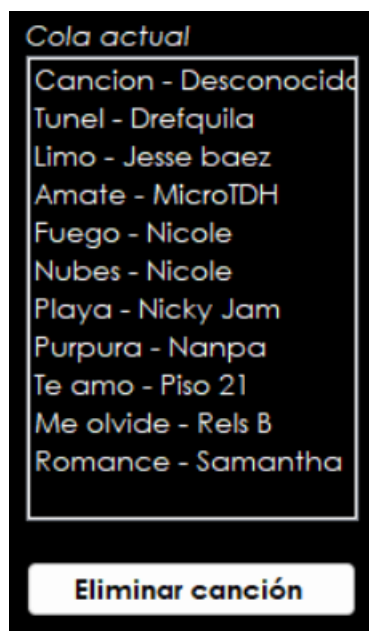 Cola actual
Cancion - Desconocido
Tunel - Drefquila
Limo - Jesse baez
Amate - MicroTDH
Fuego - Nicole
Nubes - Nicole
Playa - Nicky Jam
Purpura - Nanpa
Te amo - Piso 21
Me olvide - Rels B
Romance - Samantha
Eliminar canción